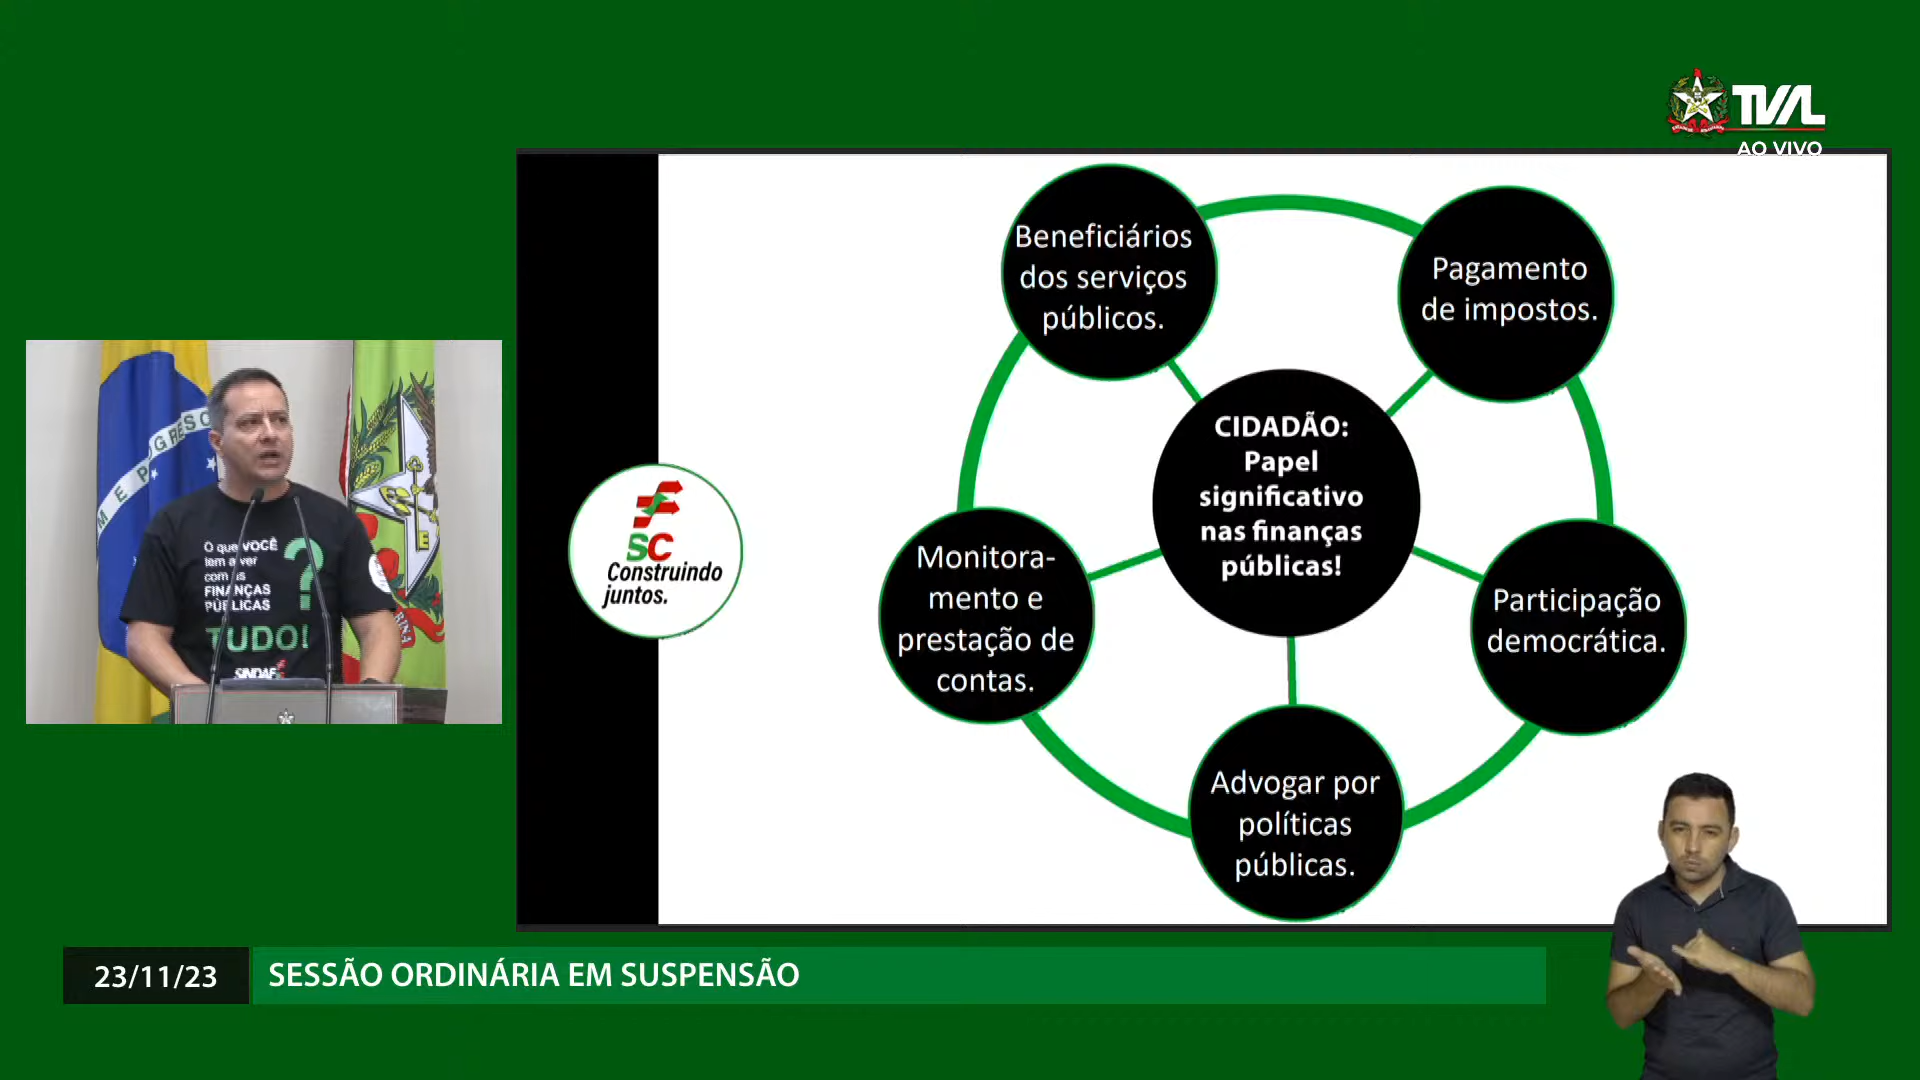 TVAL
AO VIVO
Beneficiários
dos serviços
públicos.
Pagamento
de impostos.
CIDADÃO:
Papel
significativo
nas finanças
públicas!
Monitora-
mento e
prestação de
contas.
Participação
democrática.
Advogar por
políticas
públicas.
SC
Construindo
juntos.
M E PROGRESSO
O que VOCÊ
tem a ver
com as
FINANÇAS
PÚBLICAS
?
TUDO!
SINDAF
E
23/11/23
SESSÃO ORDINÁRIA EM SUSPENSÃO